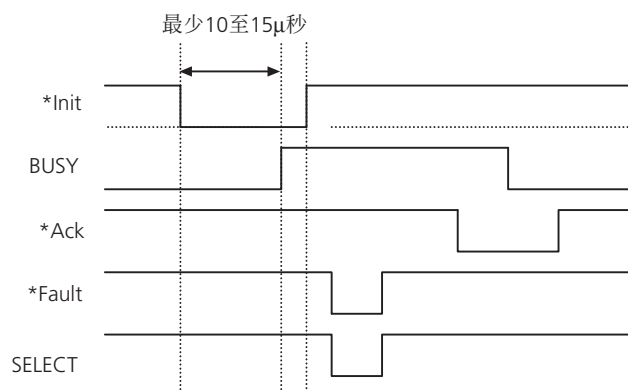 最少10至15μ秒
*Init
BUSY
*Ack
*Fault
SELECT